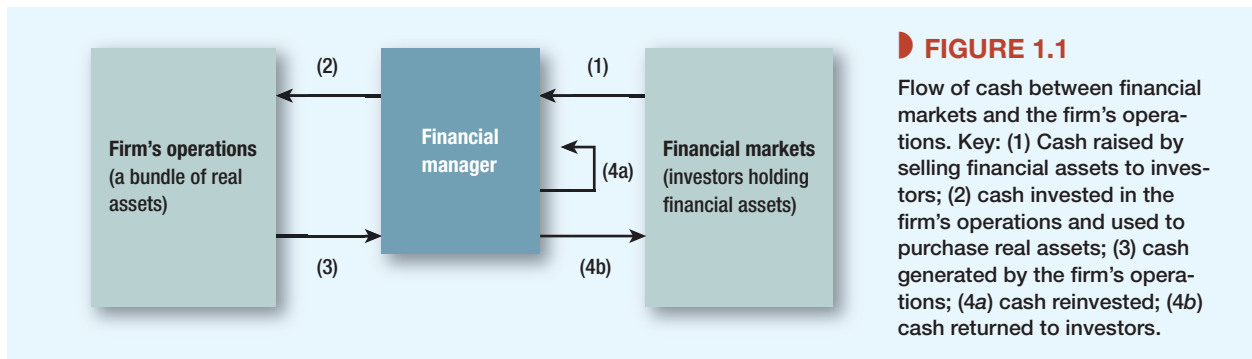 (2)
(1)
Firm's operations
(a bundle of real
assets)
Financial
manager
(4a)
Financial markets
(investors holding
financial assets)
(3)
(4b)
FIGURE 1.1
Flow of cash between financial
markets and the firm's opera-
tions. Key: (1) Cash raised by
selling financial assets to inves-
tors; (2) cash invested in the
firm's operations and used to
purchase real assets; (3) cash
generated by the firm's opera-
tions; (4a) cash reinvested; (4b)
cash returned to investors.